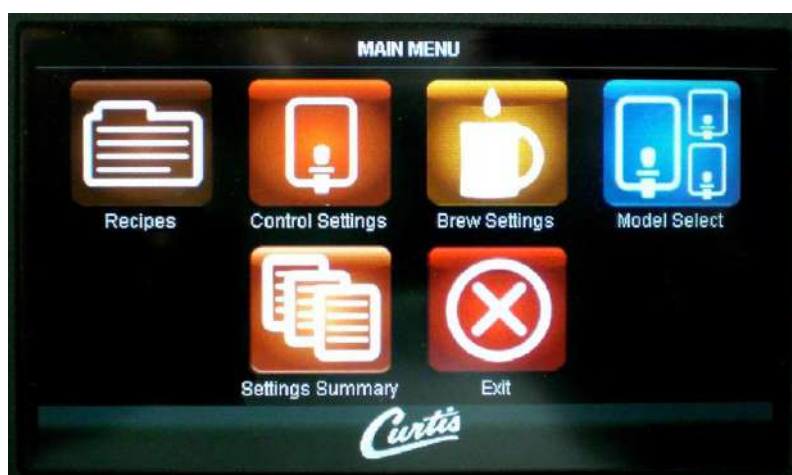 MAIN MENU
Recipes
Control Settings
Brew Settings
Model Select
Settings Summary
Exit
Curtis